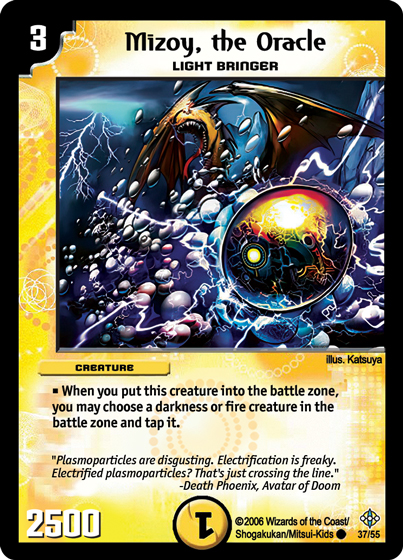 3
Mizoy, the Oracle
LIGHT BRINGER
illus. Katsuya
CREATURE
▪ When you put this creature into the battle zone,
you may choose a darkness or fire creature in the
battle zone and tap it.
"Plasmoparticles are disgusting. Electrification is freaky.
Electrified plasmoparticles? That's just crossing the line."
-Death Phoenix, Avatar of Doom
2500
1
©2006 Wizards of the Coast/
Shogakukan/Mitsui-Kids ● 37/55